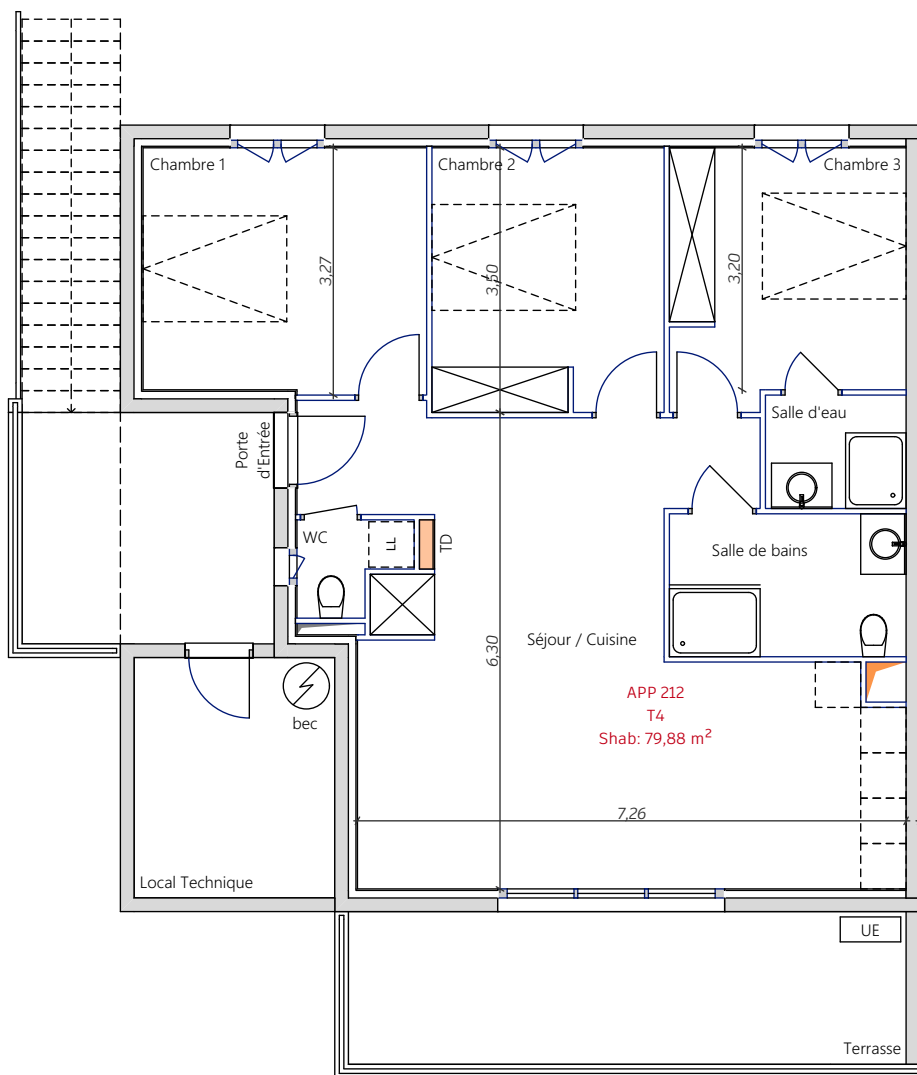 Chambre 1
Chambre 2
Chambre 3
3,27
3,50
3,20
Salle d'eau
Porte
d'Entrée
WC
LL
TD
Salle de bains
Séjour / Cuisine
6,30
APP 212
T4
Shab: 79,88 m²
bec
7,26
Local Technique
UE
Terrasse